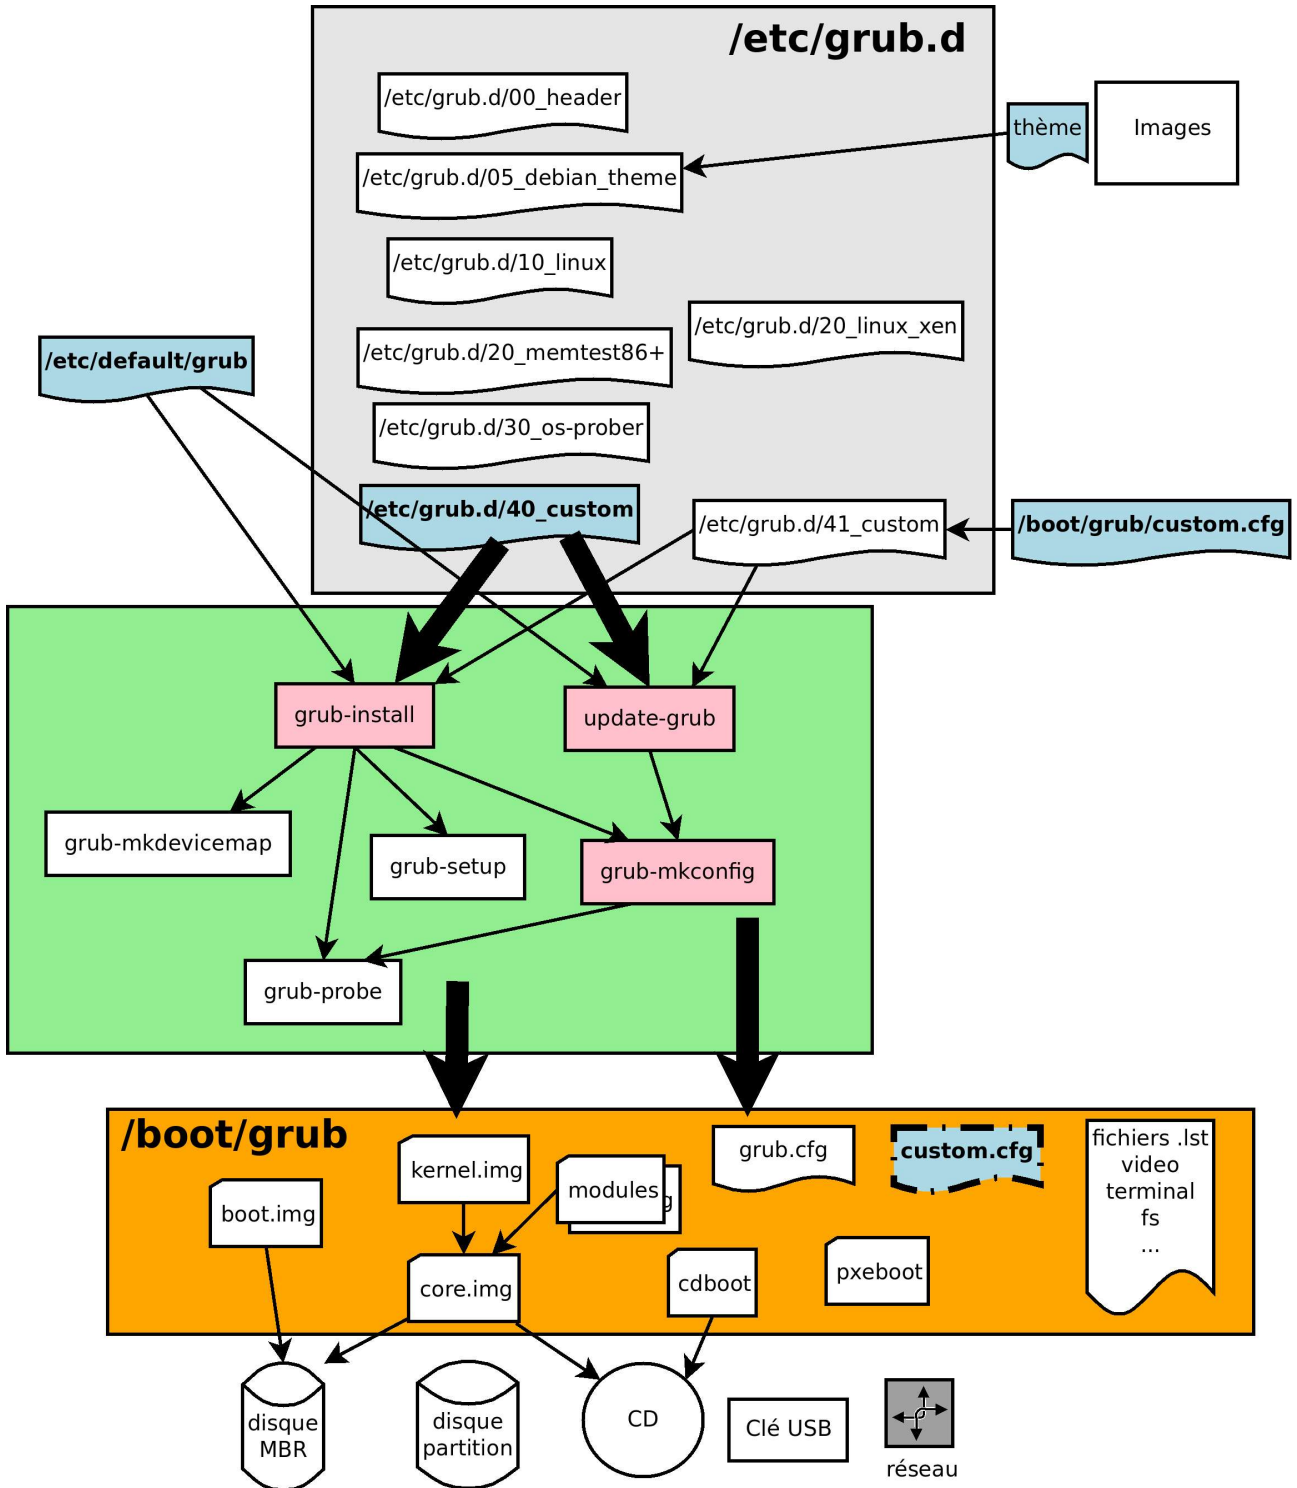 /etc/grub.d
/etc/grub.d/00_header
thème
Images
/etc/grub.d/05_debian_theme
/etc/grub.d/10_linux
/etc/grub.d/20_linux_xen
/etc/default/grub
/etc/grub.d/20_memtest86+
/etc/grub.d/30_os-prober
/etc/grub.d/40_custom
/etc/grub.d/41_custom
/boot/grub/custom.cfg
grub-install
update-grub
grub-mkdevicemap
grub-setup
grub-mkconfig
grub-probe
/boot/grub
kernel.img
grub.cfg
custom.cfg
fichiers .lst
video
terminal
fs
...
boot.img
modules
g
core.img
cdboot
pxeboot
disque
MBR
disque
partition
CD
Clé USB
réseau